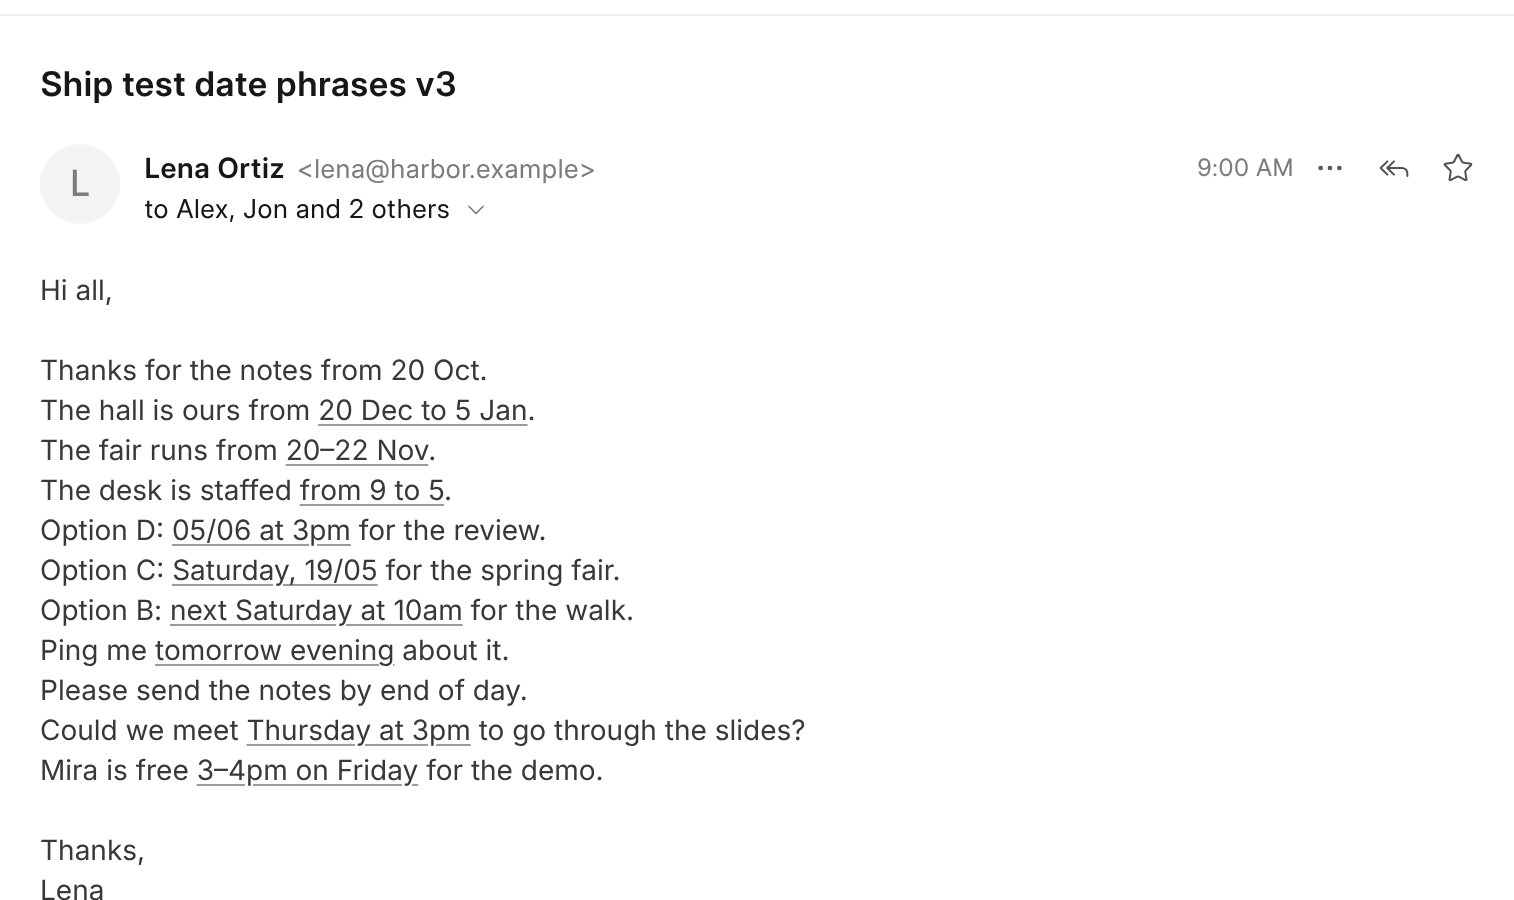 Ship test date phrases v3
L
Lena Ortiz <lena@harbor.example>
9:00 AM
to Alex, Jon and 2 others
Hi all,
Thanks for the notes from 20 Oct.
The hall is ours from 20 Dec to 5 Jan.
The fair runs from 20–22 Nov.
The desk is staffed from 9 to 5.
Option D: 05/06 at 3pm for the review.
Option C: Saturday, 19/05 for the spring fair.
Option B: next Saturday at 10am for the walk.
Ping me tomorrow evening about it.
Please send the notes by end of day.
Could we meet Thursday at 3pm to go through the slides?
Mira is free 3–4pm on Friday for the demo.
Thanks,
Lena